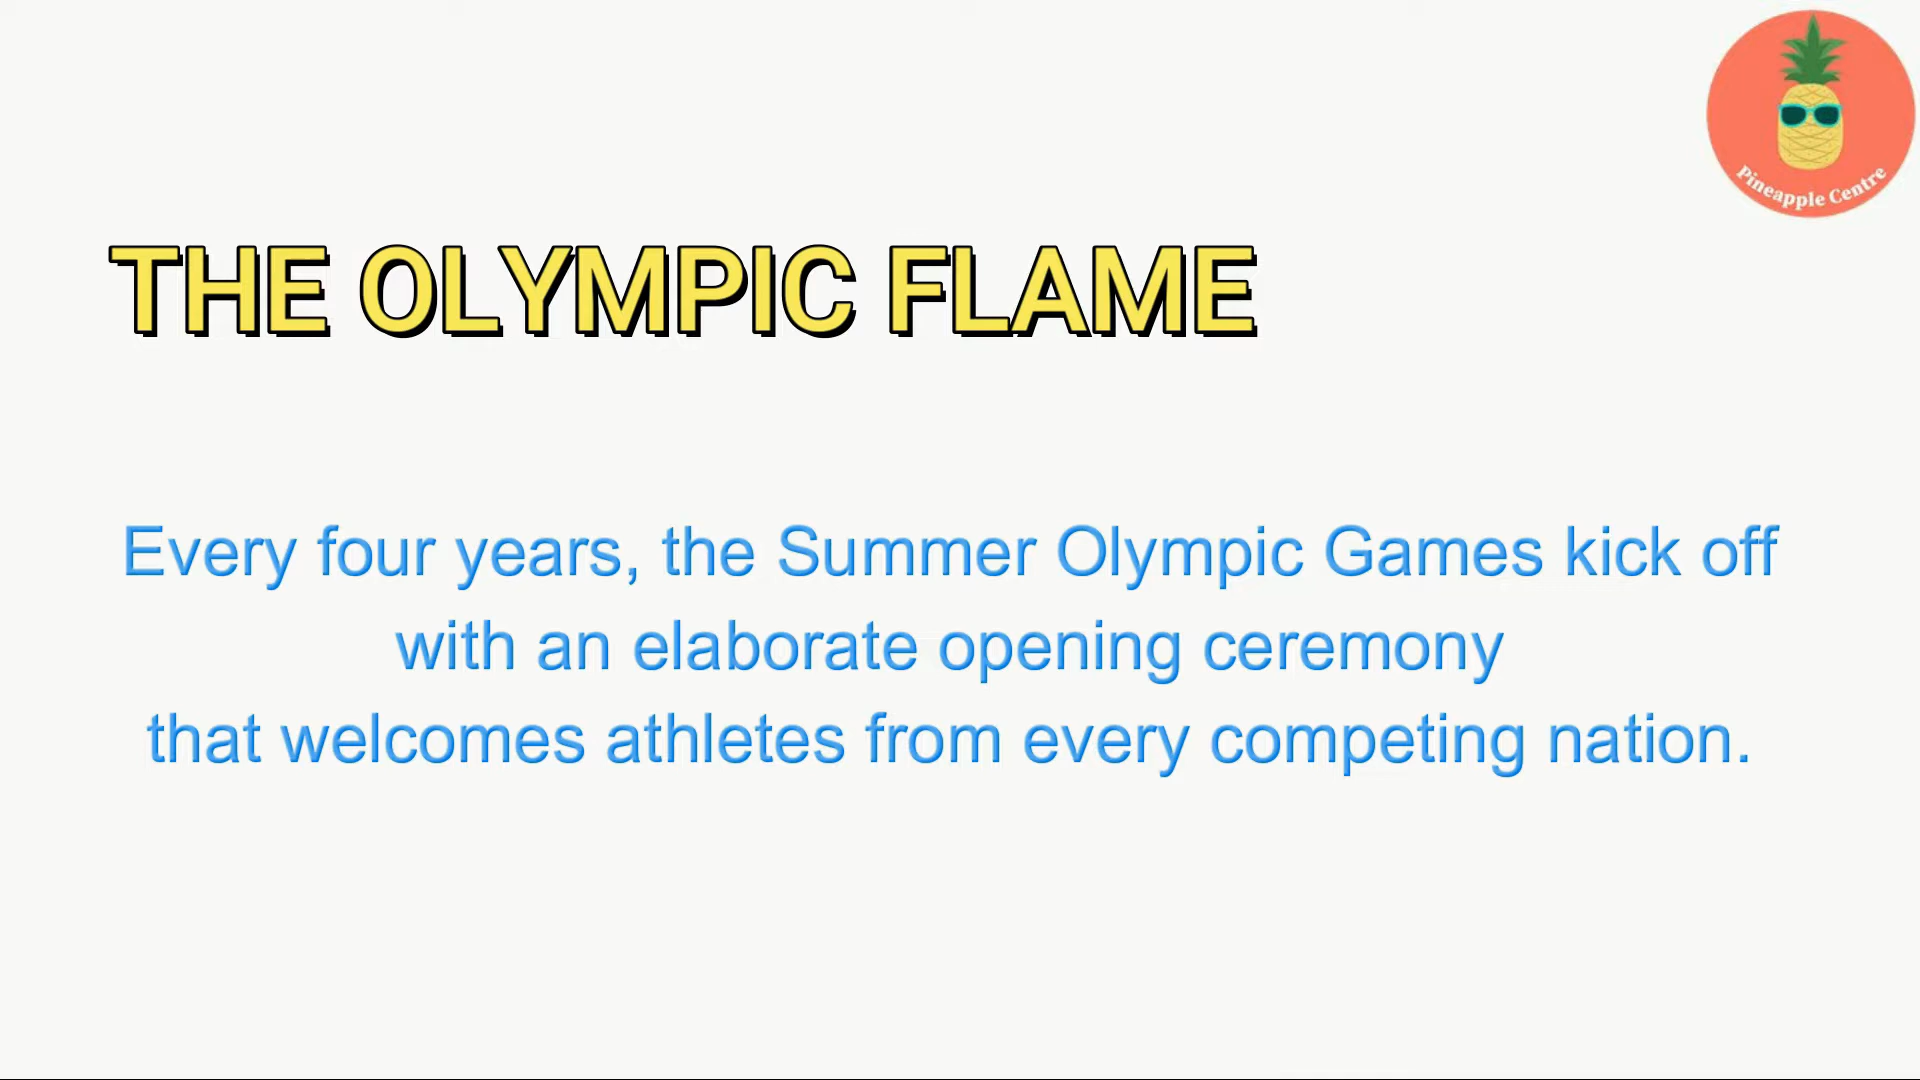 Pineapple Centre
THE OLYMPIC FLAME
Every four years, the Summer Olympic Games kick off
with an elaborate opening ceremony
that welcomes athletes from every competing nation.